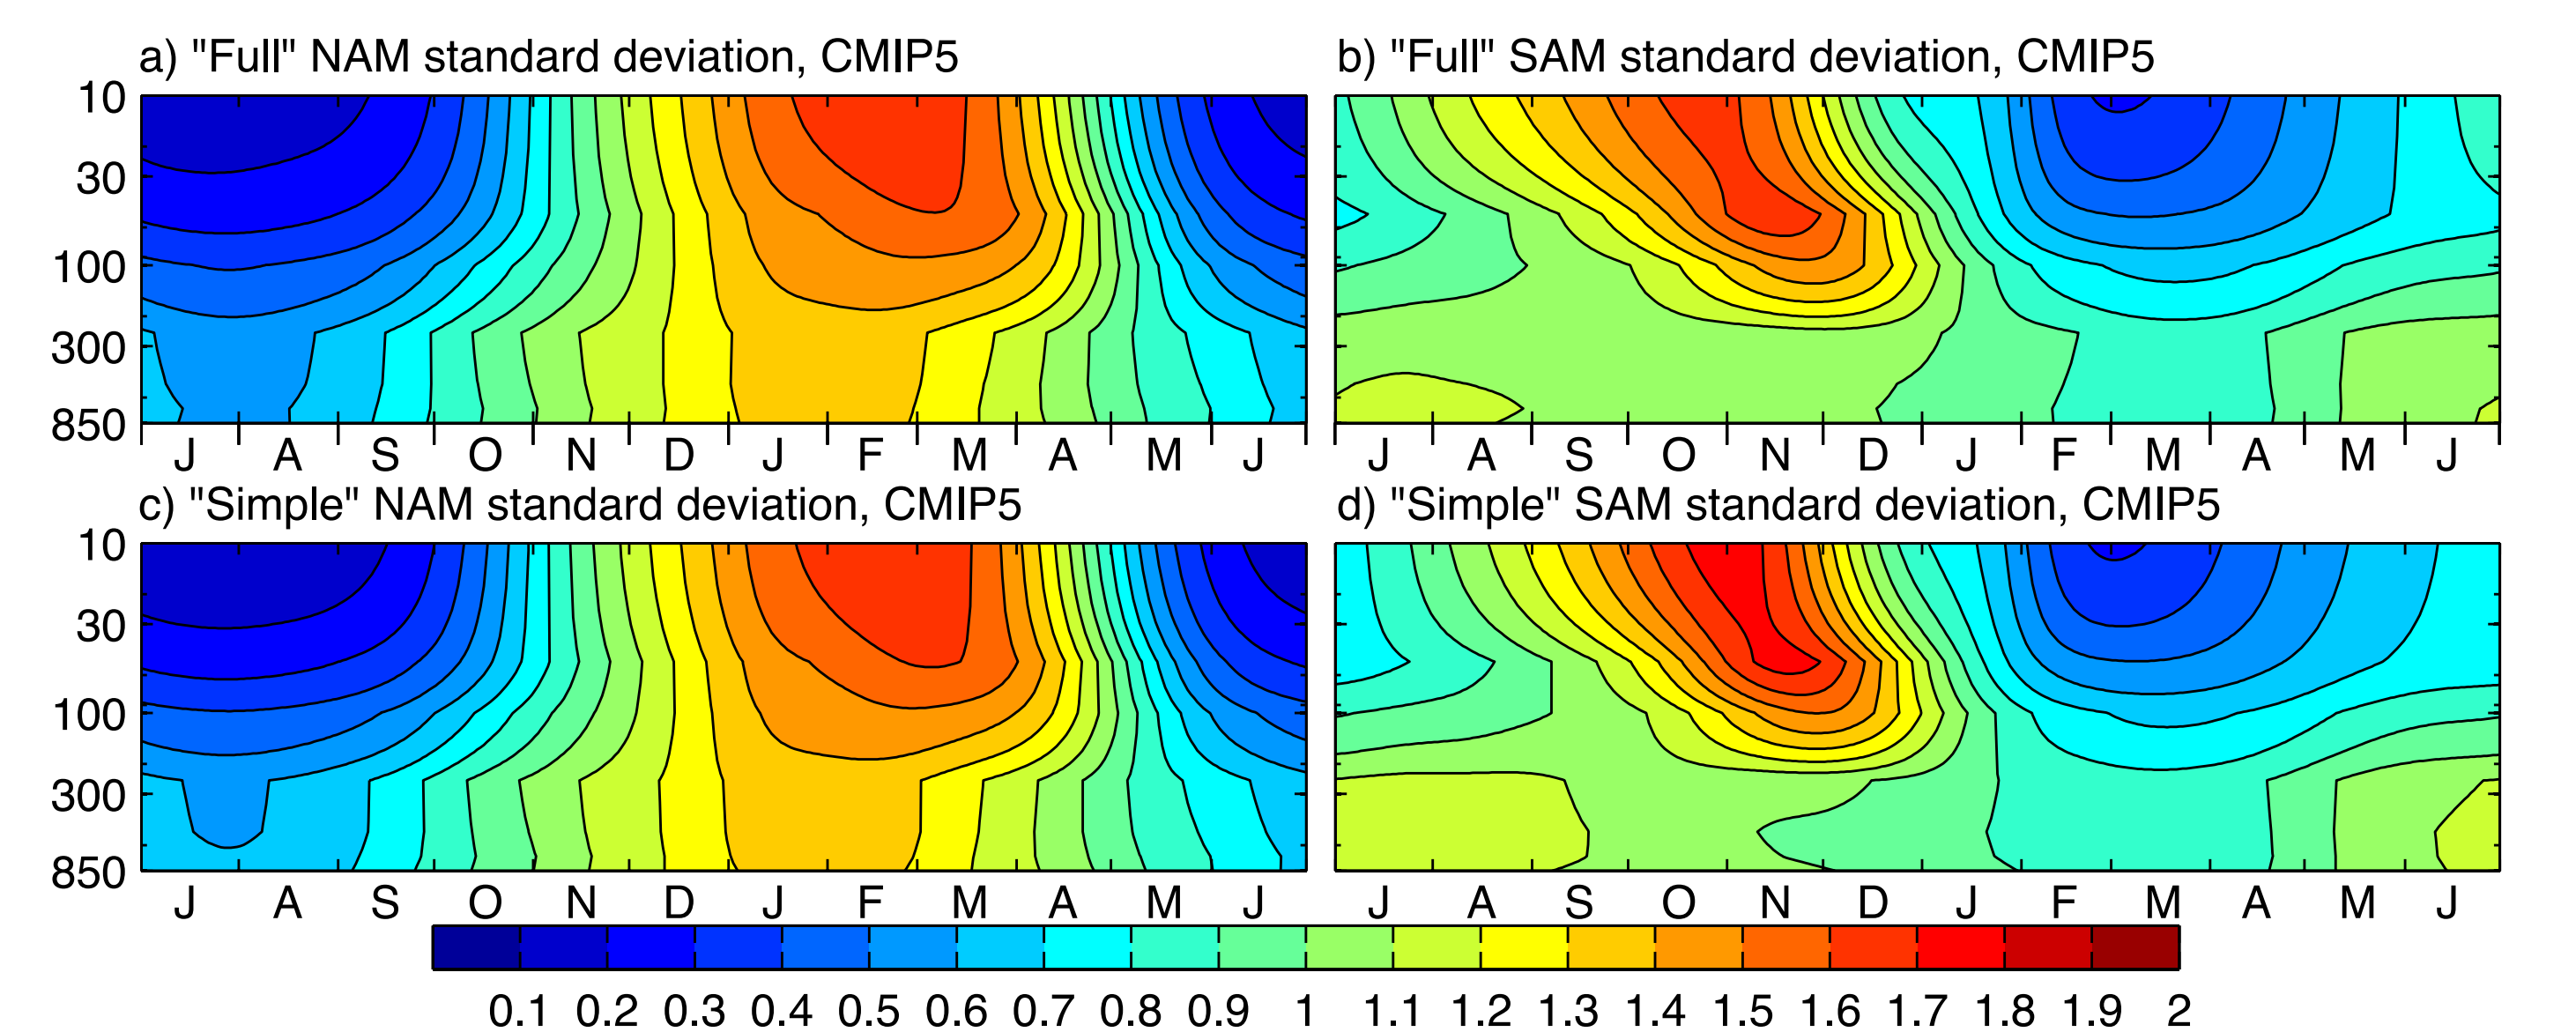 a) "Full" NAM standard deviation, CMIP5
b) "Full" SAM standard deviation, CMIP5
10
30
100
300
850
J A S O N D J F M A M J
J A S O N D J F M A M J
c) "Simple" NAM standard deviation, CMIP5
d) "Simple" SAM standard deviation, CMIP5
10
30
100
300
850
J A S O N D J F M A M J
J A S O N D J F M A M J
0.1 0.2 0.3 0.4 0.5 0.6 0.7 0.8 0.9 1 1.1 1.2 1.3 1.4 1.5 1.6 1.7 1.8 1.9 2